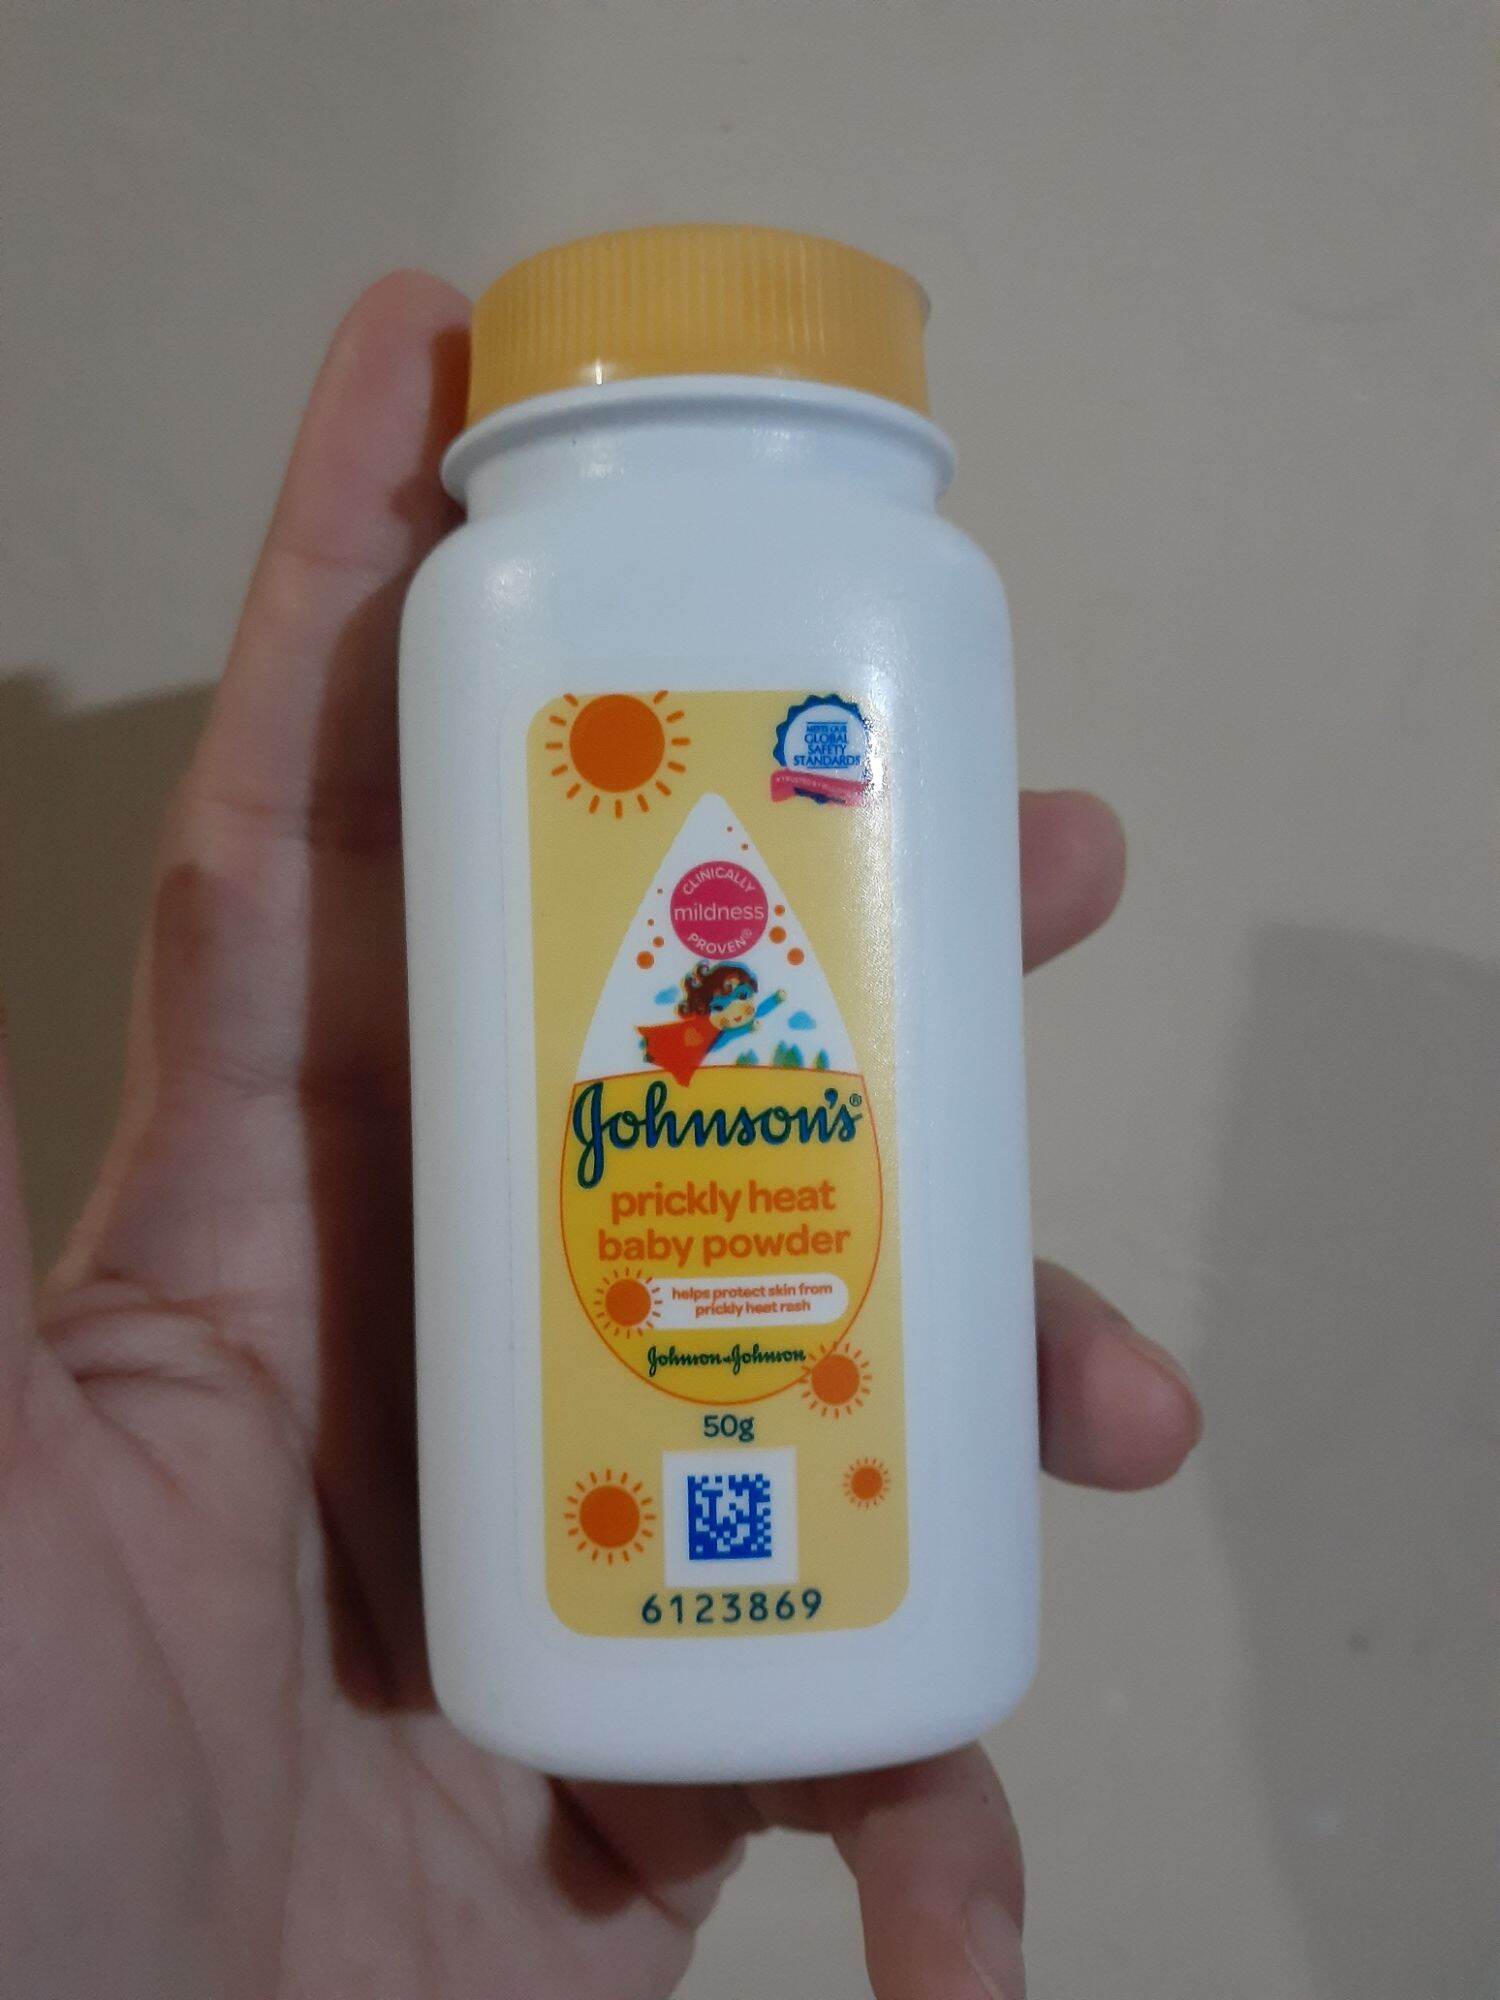 MEETS OUR
GLOBAL
SAFETY
STANDARDS
CLINICALLY
mildness
PROVEN®
Johnson's®
prickly heat
baby powder
helps protect skin from
prickly heat rash
Johnson & Johnson
50g
6123869